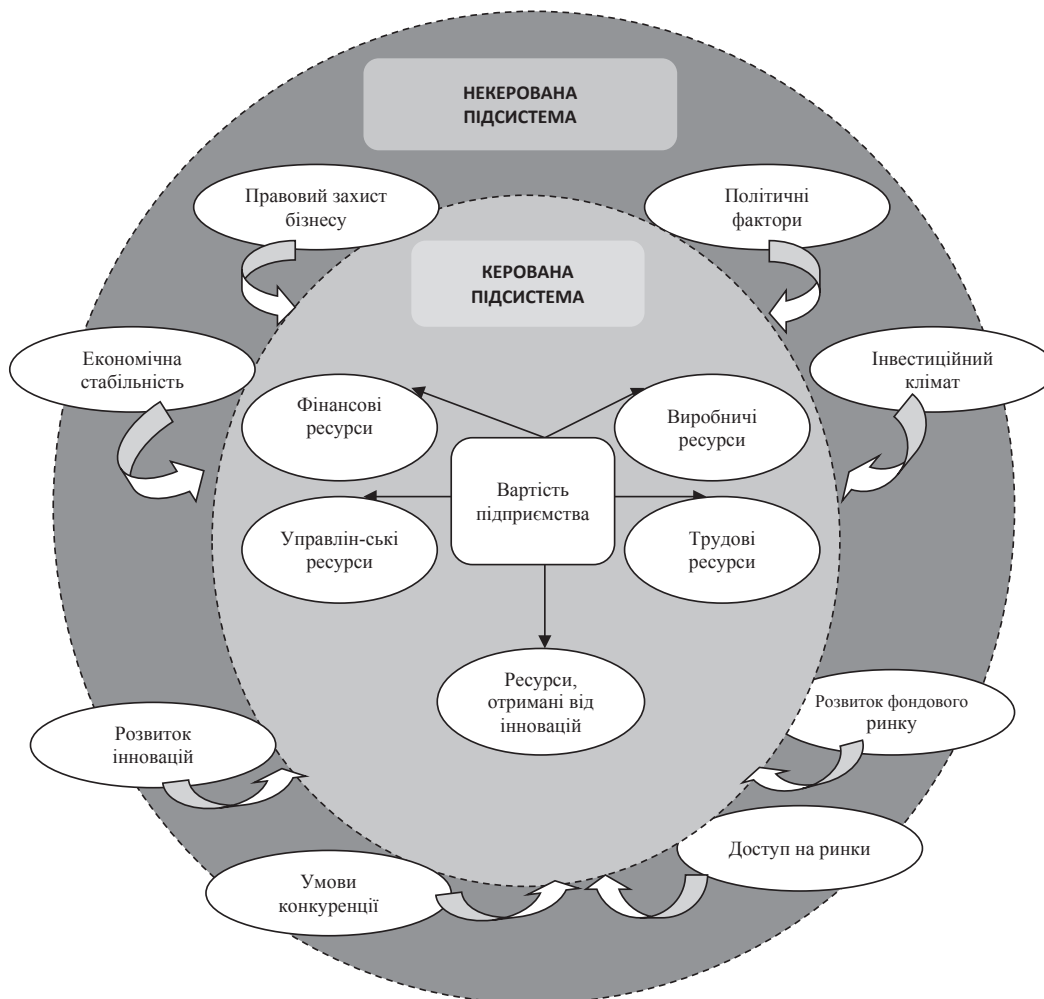 НЕКЕРОВАНА
ПІДСИСТЕМА
Правовий захист
бізнесу
Політичні
фактори
КЕРОВАНА
ПІДСИСТЕМА
Економічна
стабільність
Інвестиційний
клімат
Фінансові
ресурси
Виробничі
ресурси
Вартість
підприємства
Управлін-ські
ресурси
Трудові
ресурси
Ресурси,
отримані від
інновацій
Розвиток
інновацій
Розвиток фондового
ринку
Умови
конкуренції
Доступ на ринки